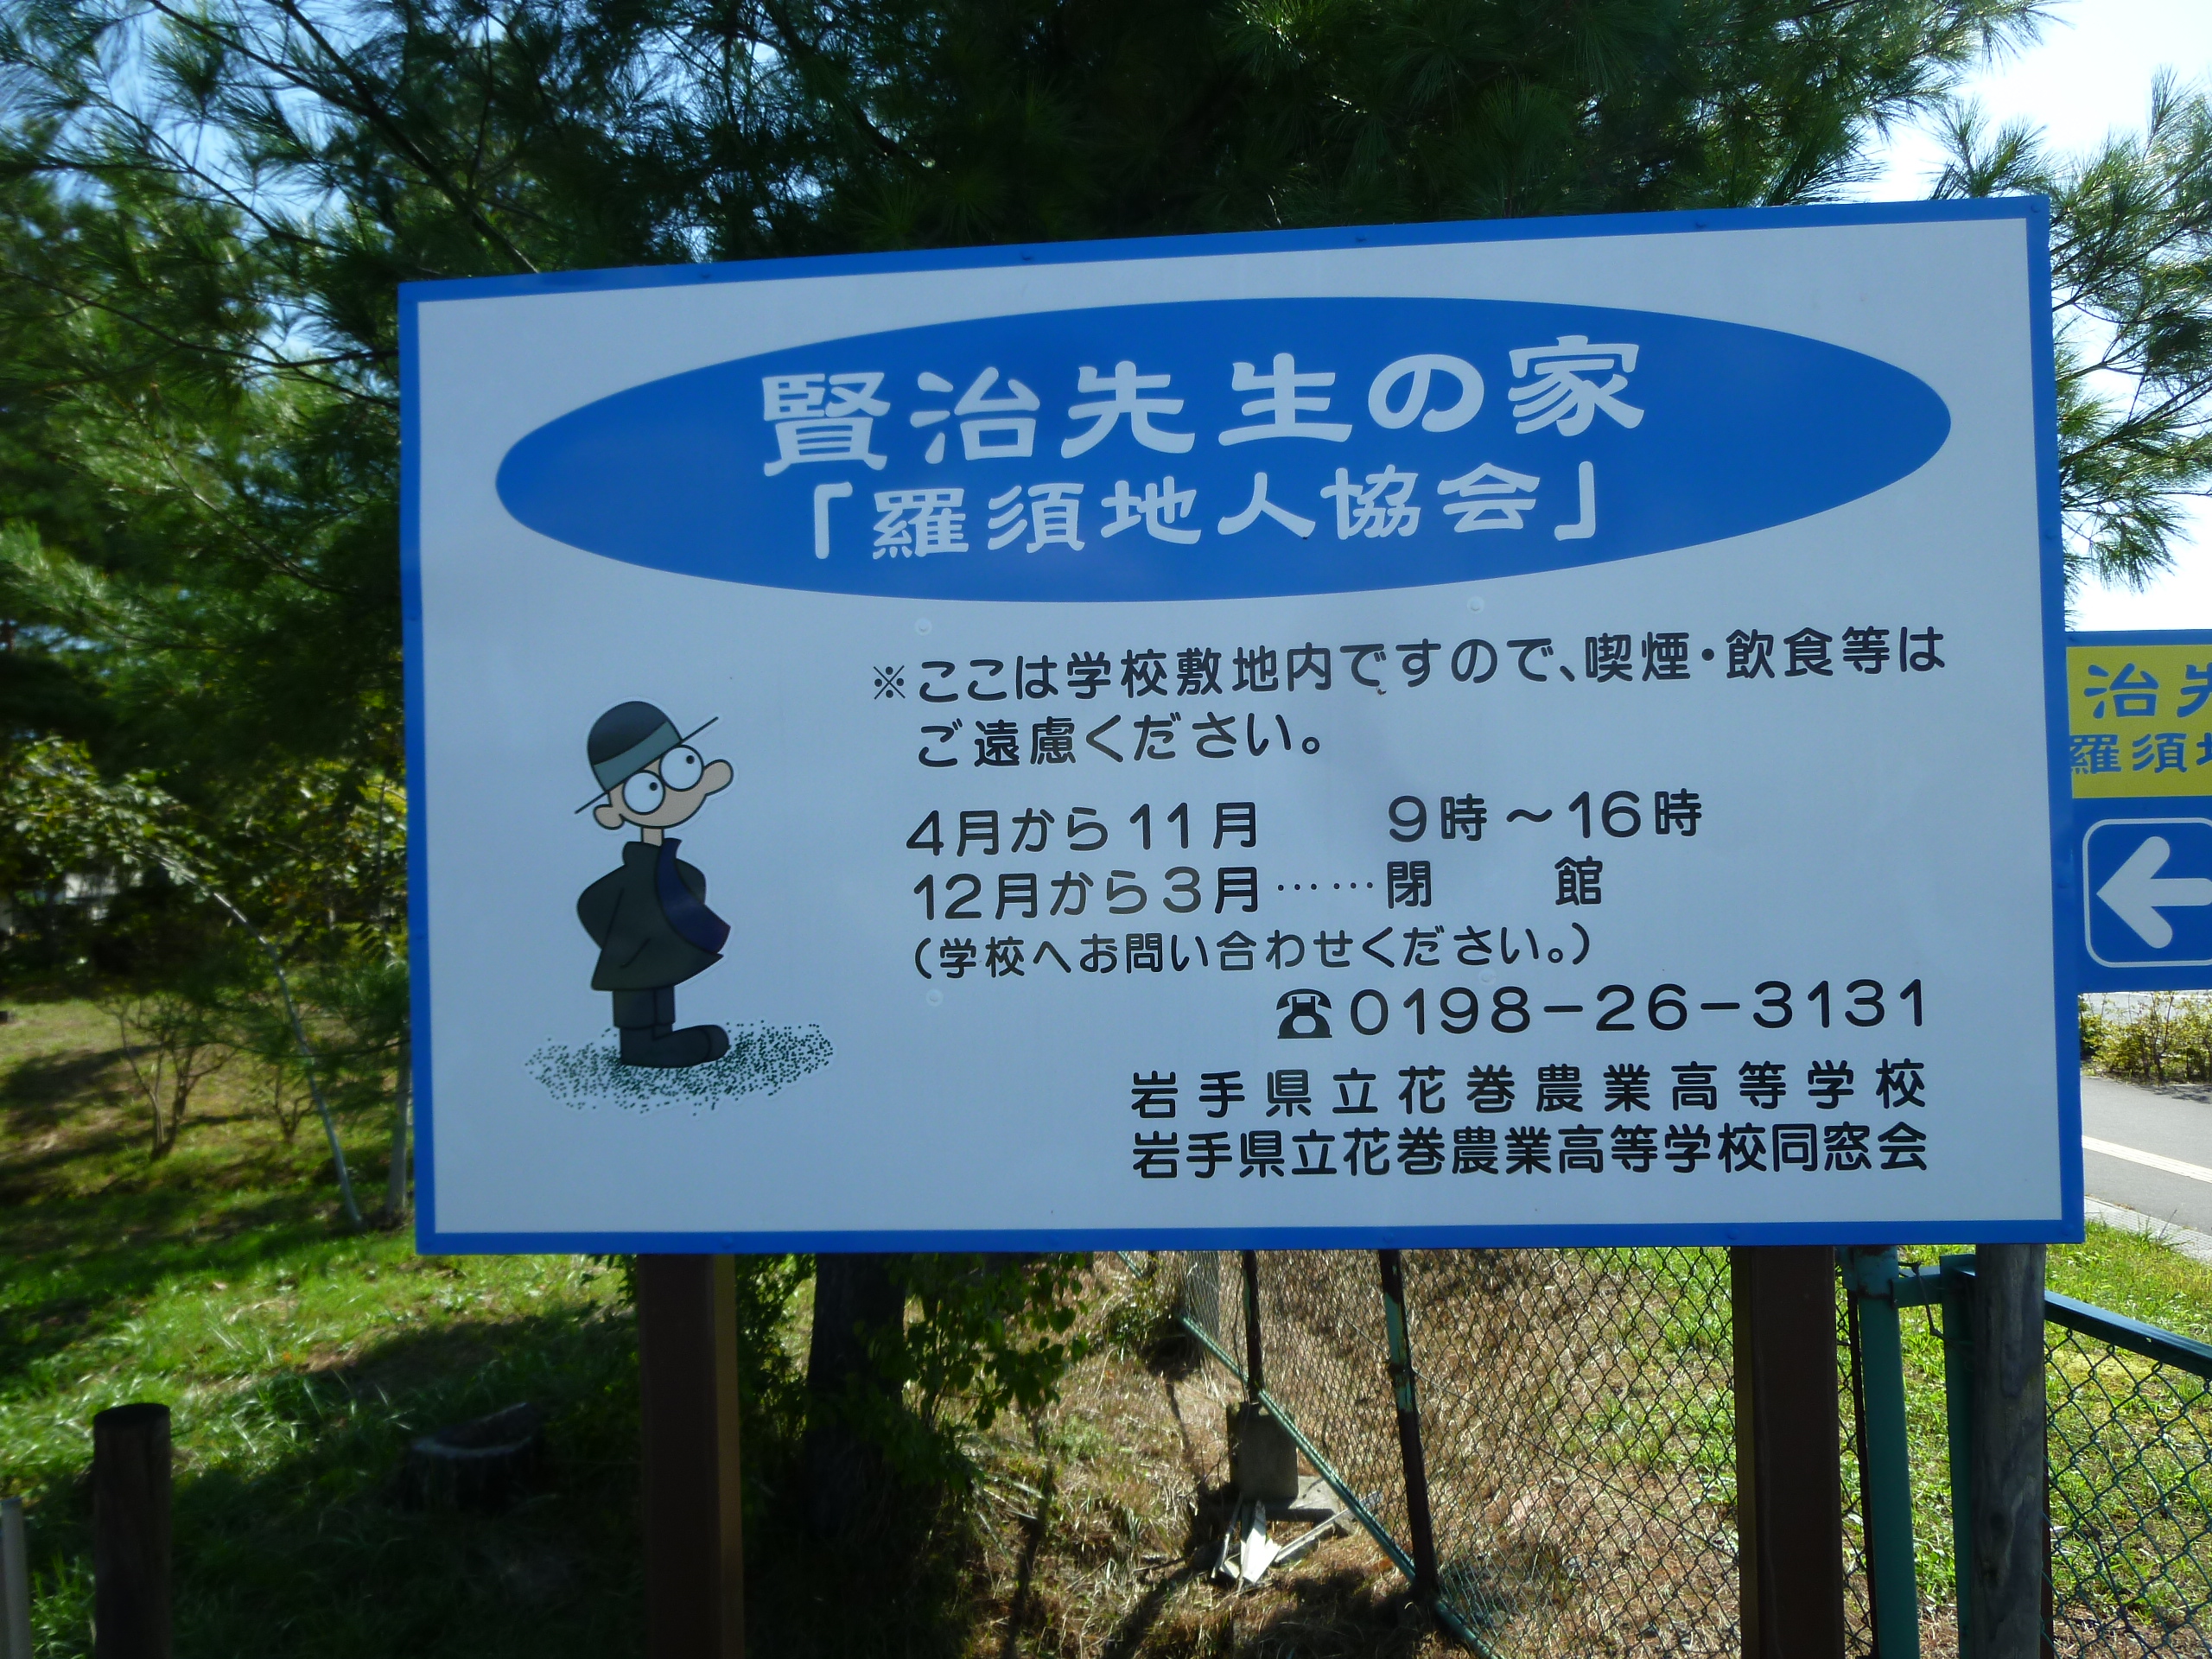 賢治先生の家
「羅須地人協会」
※ここは学校敷地内ですので、喫煙・飲食等は
ご遠慮ください。
4月から11月 9時～16時
12月から3月……閉 館
(学校へお問い合わせください。)
☎0198-26-3131
岩手県立花巻農業高等学校
岩手県立花巻農業高等学校同窓会
治先
羅須地